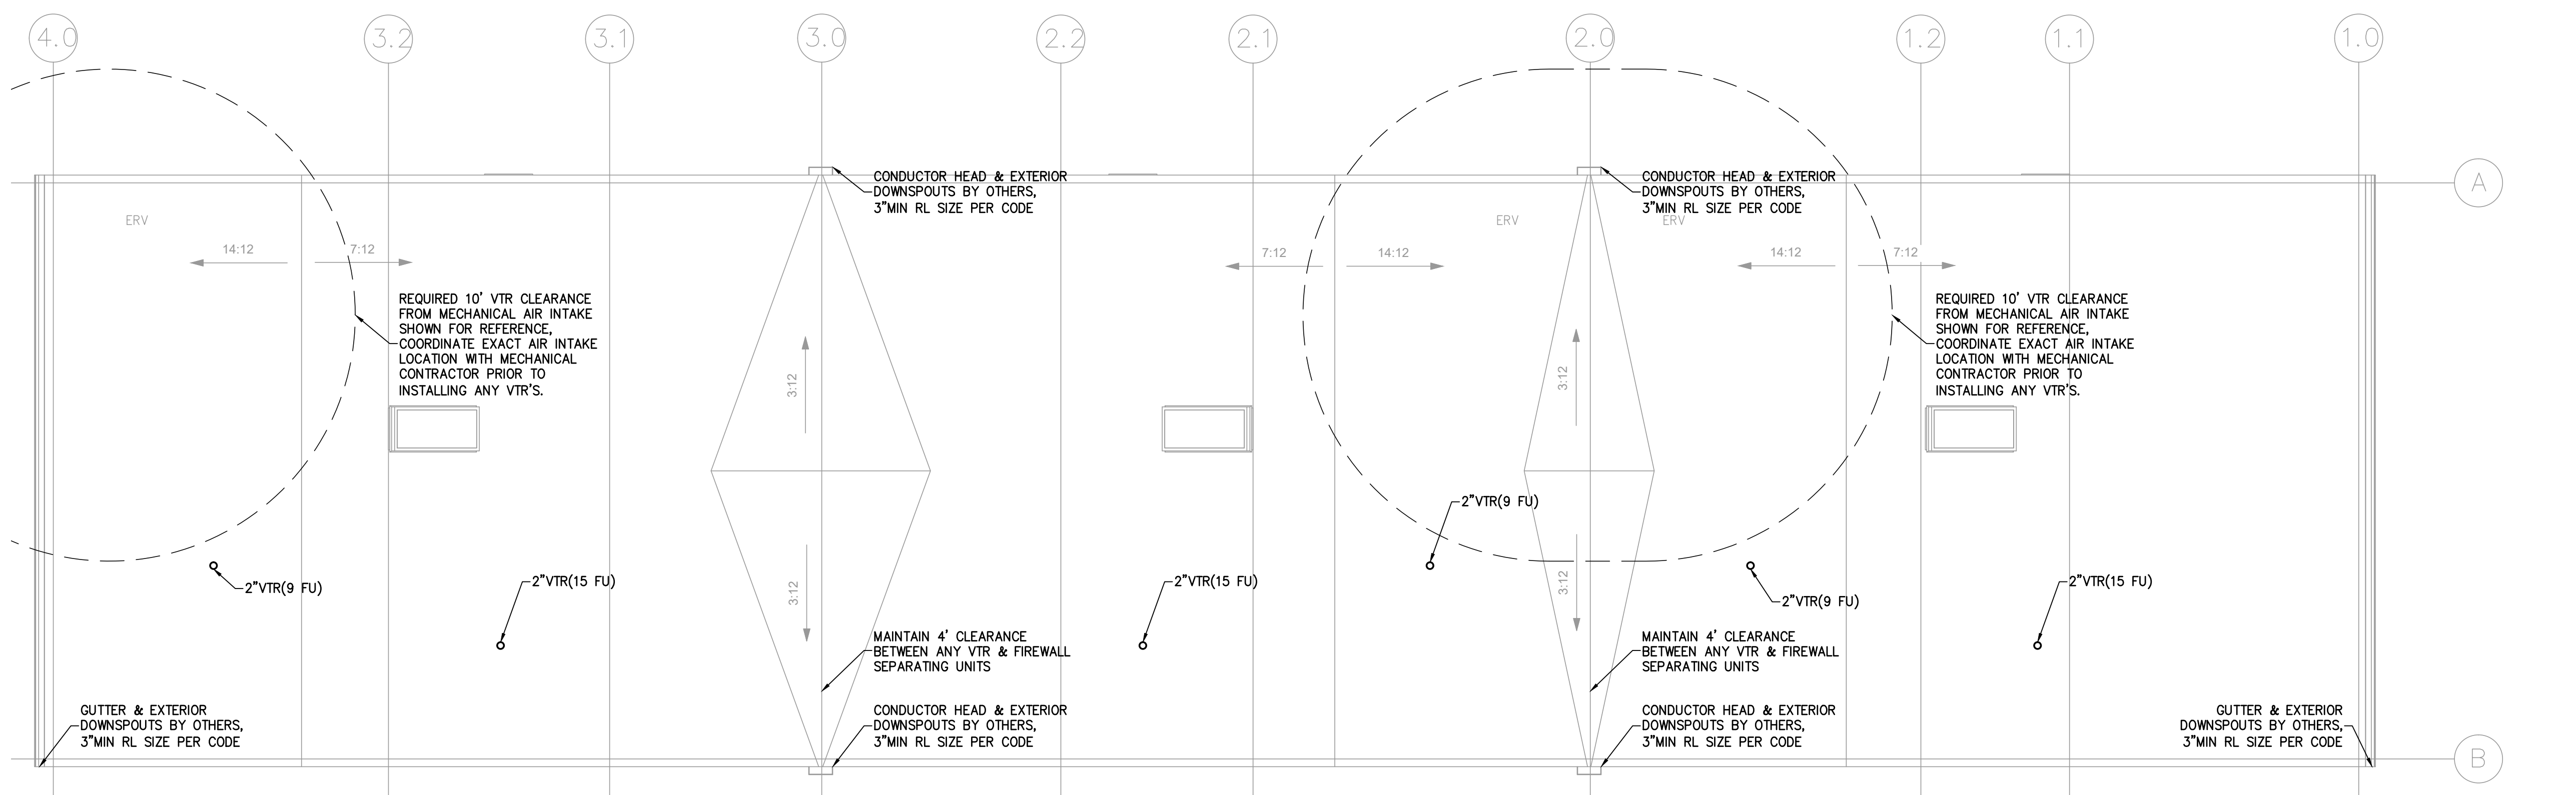 4.0
3.2
3.1
3.0
2.2
2.1
2.0
1.2
1.1
1.0
CONDUCTOR HEAD & EXTERIOR
DOWNSPOUTS BY OTHERS,
3"MIN RL SIZE PER CODE
CONDUCTOR HEAD & EXTERIOR
DOWNSPOUTS BY OTHERS,
3"MIN RL SIZE PER CODE
A
ERV
ERV
ERV
14:12
7:12
7:12
14:12
14:12
7:12
REQUIRED 10' VTR CLEARANCE
FROM MECHANICAL AIR INTAKE
SHOWN FOR REFERENCE,
COORDINATE EXACT AIR INTAKE
LOCATION WITH MECHANICAL
CONTRACTOR PRIOR TO
INSTALLING ANY VTR'S.
REQUIRED 10' VTR CLEARANCE
FROM MECHANICAL AIR INTAKE
SHOWN FOR REFERENCE,
COORDINATE EXACT AIR INTAKE
LOCATION WITH MECHANICAL
CONTRACTOR PRIOR TO
INSTALLING ANY VTR'S.
3:12
3:12
2"VTR(9 FU)
2"VTR(9 FU)
2"VTR(15 FU)
3:12
2"VTR(15 FU)
3:12
2"VTR(9 FU)
2"VTR(15 FU)
MAINTAIN 4' CLEARANCE
BETWEEN ANY VTR & FIREWALL
SEPARATING UNITS
MAINTAIN 4' CLEARANCE
BETWEEN ANY VTR & FIREWALL
SEPARATING UNITS
GUTTER & EXTERIOR
DOWNSPOUTS BY OTHERS,
3"MIN RL SIZE PER CODE
CONDUCTOR HEAD & EXTERIOR
DOWNSPOUTS BY OTHERS,
3"MIN RL SIZE PER CODE
CONDUCTOR HEAD & EXTERIOR
DOWNSPOUTS BY OTHERS,
3"MIN RL SIZE PER CODE
GUTTER & EXTERIOR
DOWNSPOUTS BY OTHERS,
3"MIN RL SIZE PER CODE
B